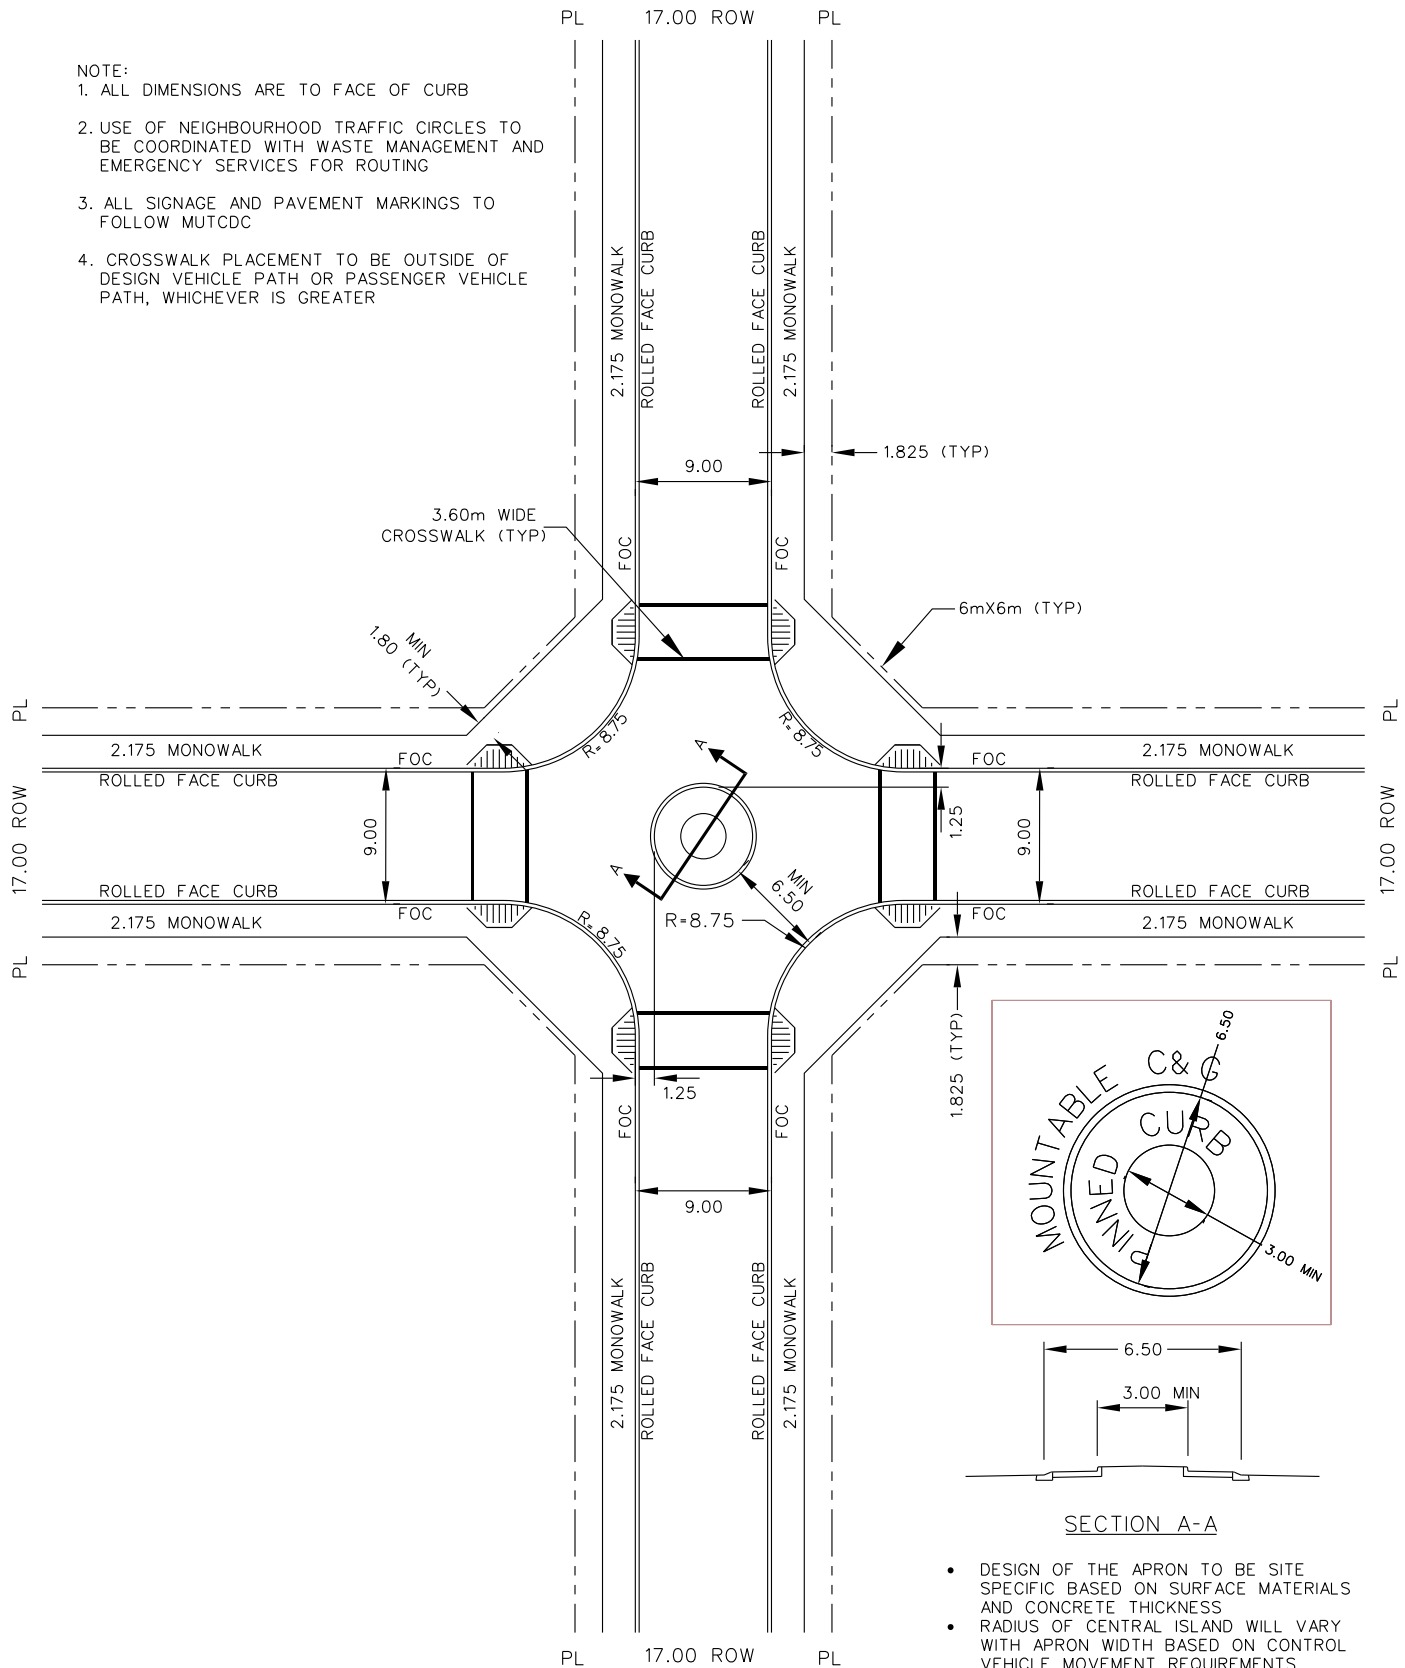 PL
17.00 ROW
PL
NOTE:
1. ALL DIMENSIONS ARE TO FACE OF CURB
2. USE OF NEIGHBOURHOOD TRAFFIC CIRCLES TO
BE COORDINATED WITH WASTE MANAGEMENT AND
EMERGENCY SERVICES FOR ROUTING
3. ALL SIGNAGE AND PAVEMENT MARKINGS TO
FOLLOW MUTCDC
4. CROSSWALK PLACEMENT TO BE OUTSIDE OF
DESIGN VEHICLE PATH OR PASSENGER VEHICLE
PATH, WHICHEVER IS GREATER
2.175 MONOWALK
ROLLED FACE CURB
ROLLED FACE CURB
2.175 MONOWALK
1.825 (TYP)
9.00
3.60m WIDE
CROSSWALK (TYP)
FOC
FOC
6mX6m (TYP)
MIN
1.80 (TYP)
PL
PL
R=8.75
R=8.75
A
2.175 MONOWALK
FOC
FOC
2.175 MONOWALK
ROLLED FACE CURB
ROLLED FACE CURB
17.00 ROW
9.00
1.25
9.00
17.00 ROW
A
MIN
6.50
ROLLED FACE CURB
ROLLED FACE CURB
FOC
R=8.75
R=8.75
FOC
2.175 MONOWALK
2.175 MONOWALK
PL
PL
1.825 (TYP)
1.25
FOC
FOC
9.00
6.50
MOUNTABLE C&G
PINNED CURB
3.00 MIN
2.175 MONOWALK
ROLLED FACE CURB
ROLLED FACE CURB
2.175 MONOWALK
6.50
3.00 MIN
SECTION A-A
• DESIGN OF THE APRON TO BE SITE
SPECIFIC BASED ON SURFACE MATERIALS
AND CONCRETE THICKNESS
• RADIUS OF CENTRAL ISLAND WILL VARY
WITH APRON WIDTH BASED ON CONTROL
VEHICLE MOVEMENT REQUIREMENTS
PL
17.00 ROW
PL